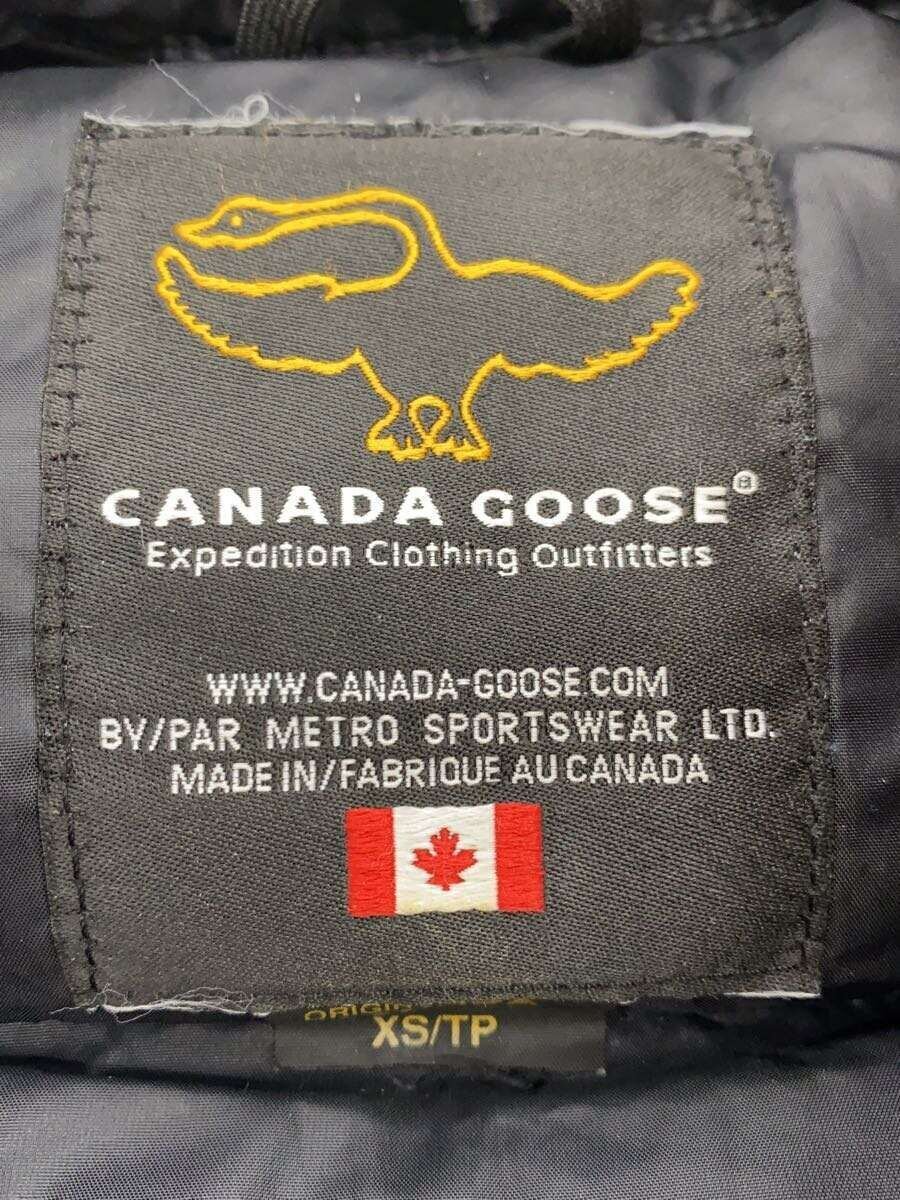 CANADA GOOSE®
Expedition Clothing Outfitters
WWW.CANADA-GOOSE.COM
BY/PAR METRO SPORTSWEAR LTD.
MADE IN/FABRIQUE AU CANADA
XS/TP